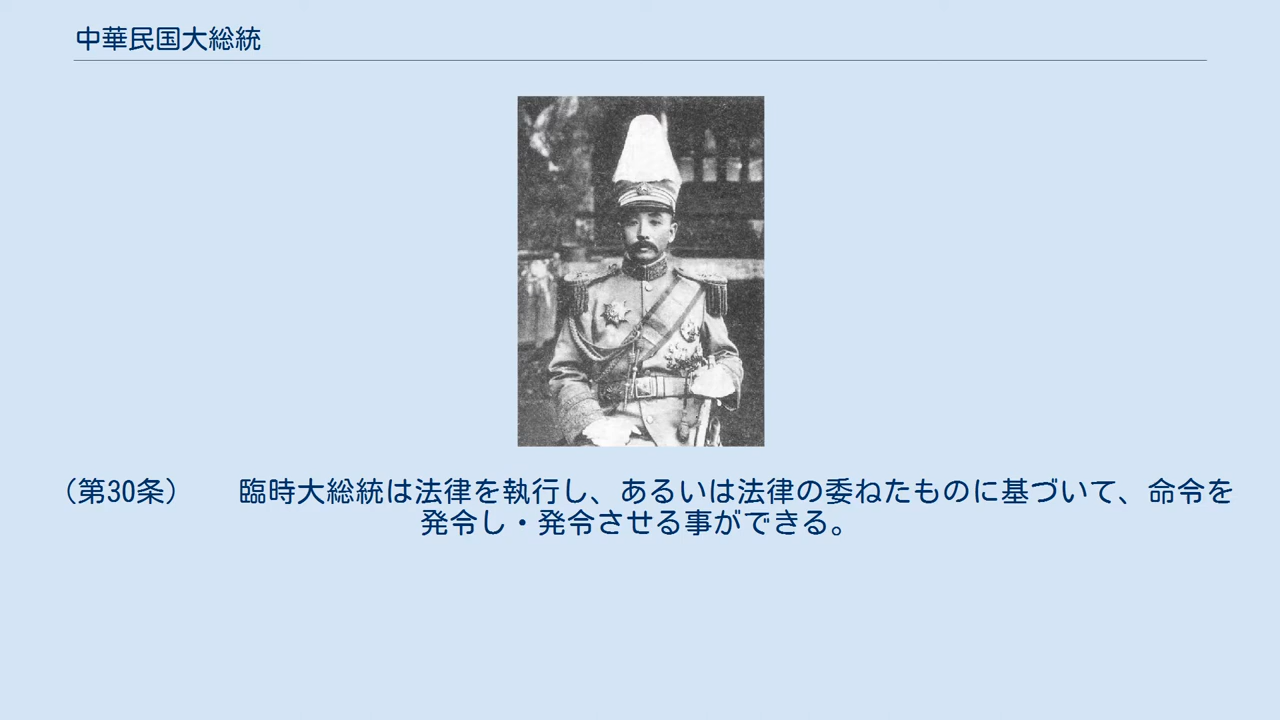 中華民国大総統
（第30条）　　臨時大総統は法律を執行し、あるいは法律の委ねたものに基づいて、命令を
発令し・発令させる事ができる。